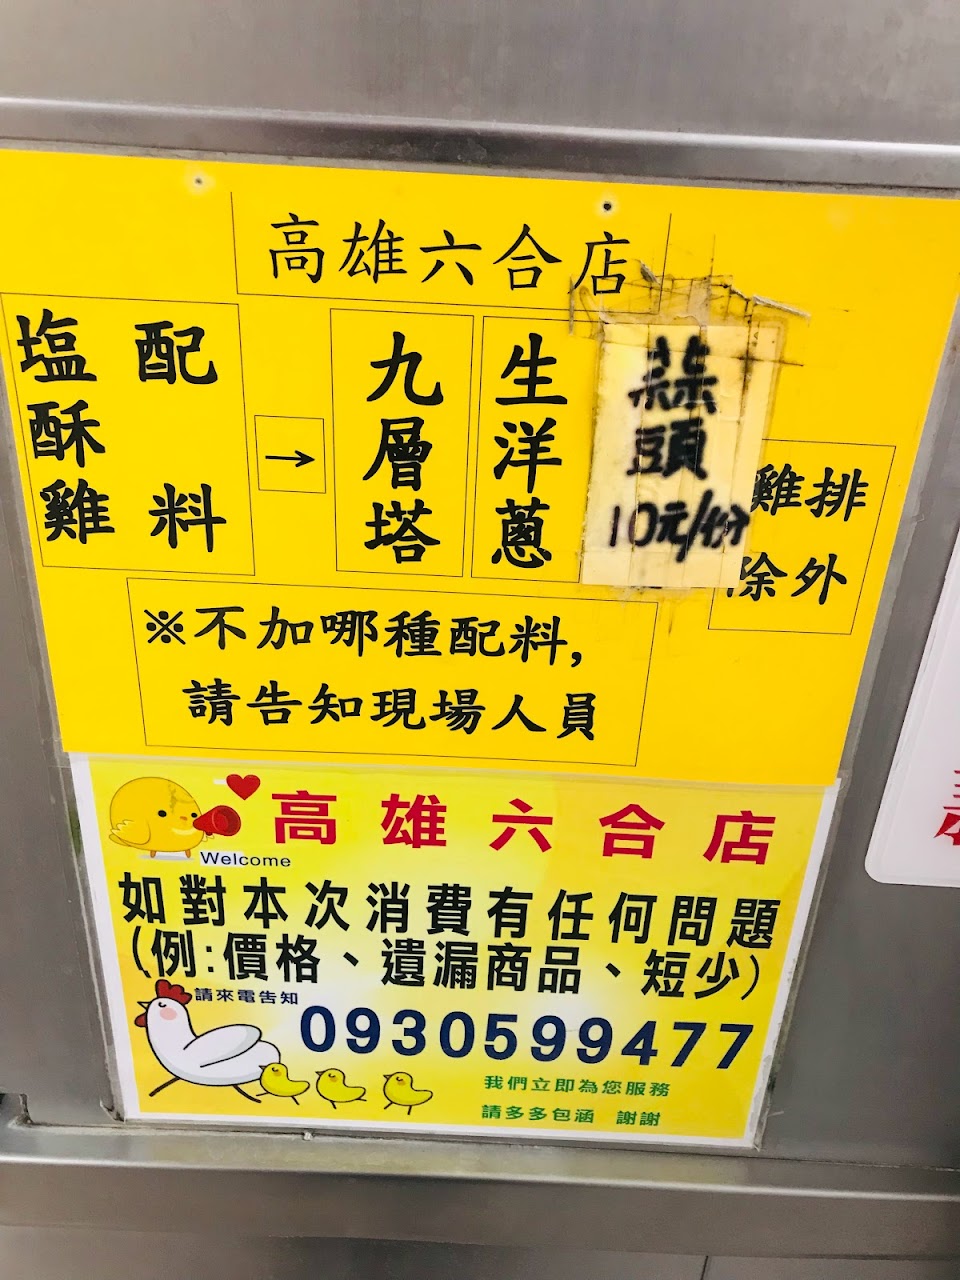 高雄六合店
塩酥雞
配料
→
九層塔
生洋蔥
蒜頭
10元/份
雞排
除外
※不加哪種配料,
請告知現場人員
Welcome
高雄六合店
如對本次消費有任何問題
(例:價格、遺漏商品、短少)
請來電告知
0930599477
我們立即為您服務
請多多包涵 謝謝